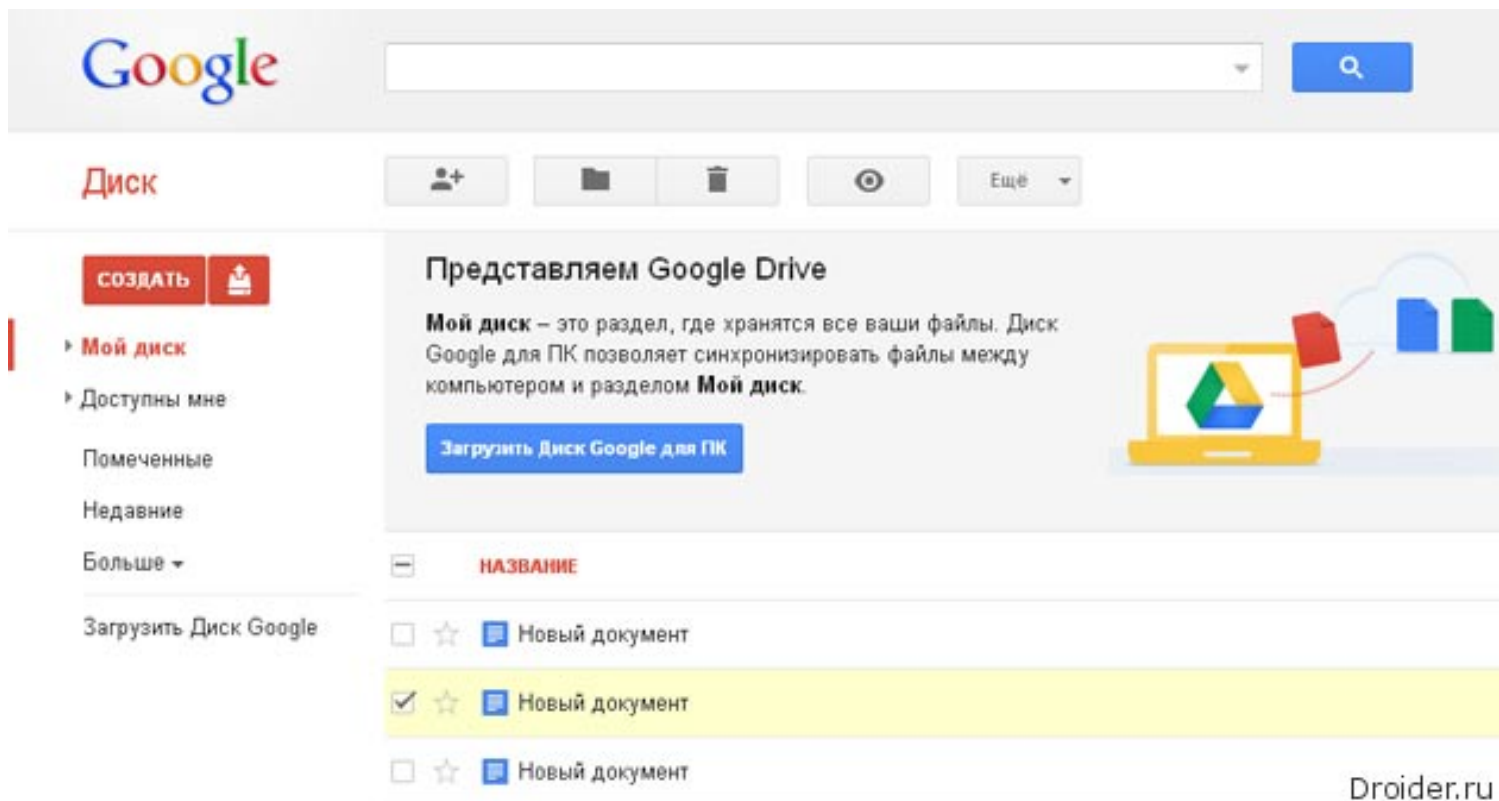 Google
Диск
Ещё
СОЗДАТЬ
Мой диск
Доступны мне
Помеченные
Недавние
Больше
Загрузить Диск Google
Представляем Google Drive
Мой диск – это раздел, где хранятся все ваши файлы. Диск
Google для ПК позволяет синхронизировать файлы между
компьютером и разделом Мой диск.
Загрузить Диск Google для ПК
НАЗВАНИЕ
Новый документ
Новый документ
Новый документ
Droider.ru